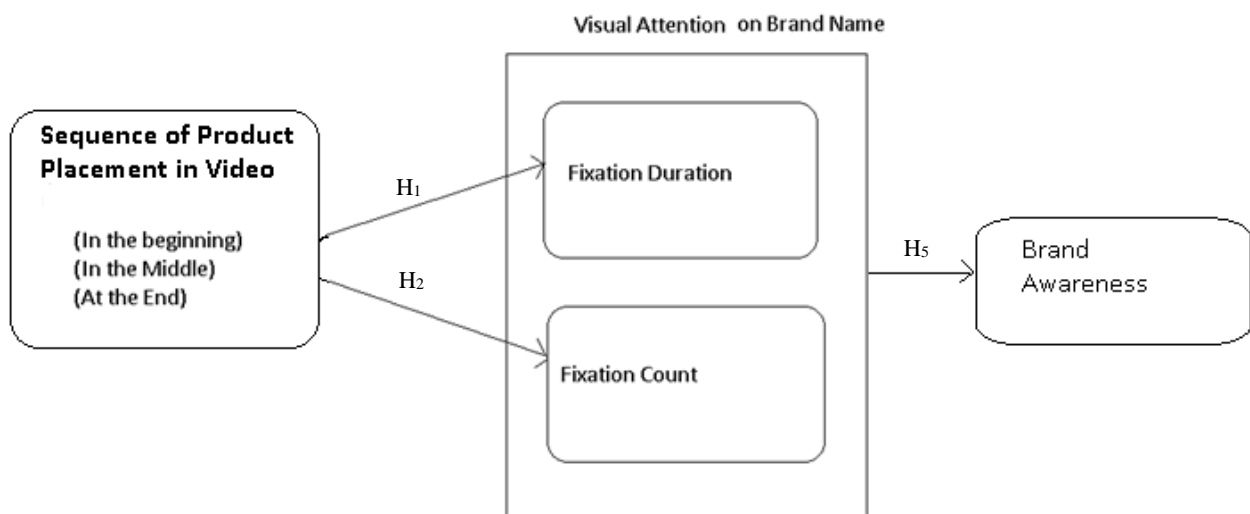 Visual Attention on Brand Name
Sequence of Product
Placement in Video
(In the beginning)
(In the Middle)
(At the End)
H₁
H₂
Fixation Duration
Fixation Count
H₅
Brand
Awareness